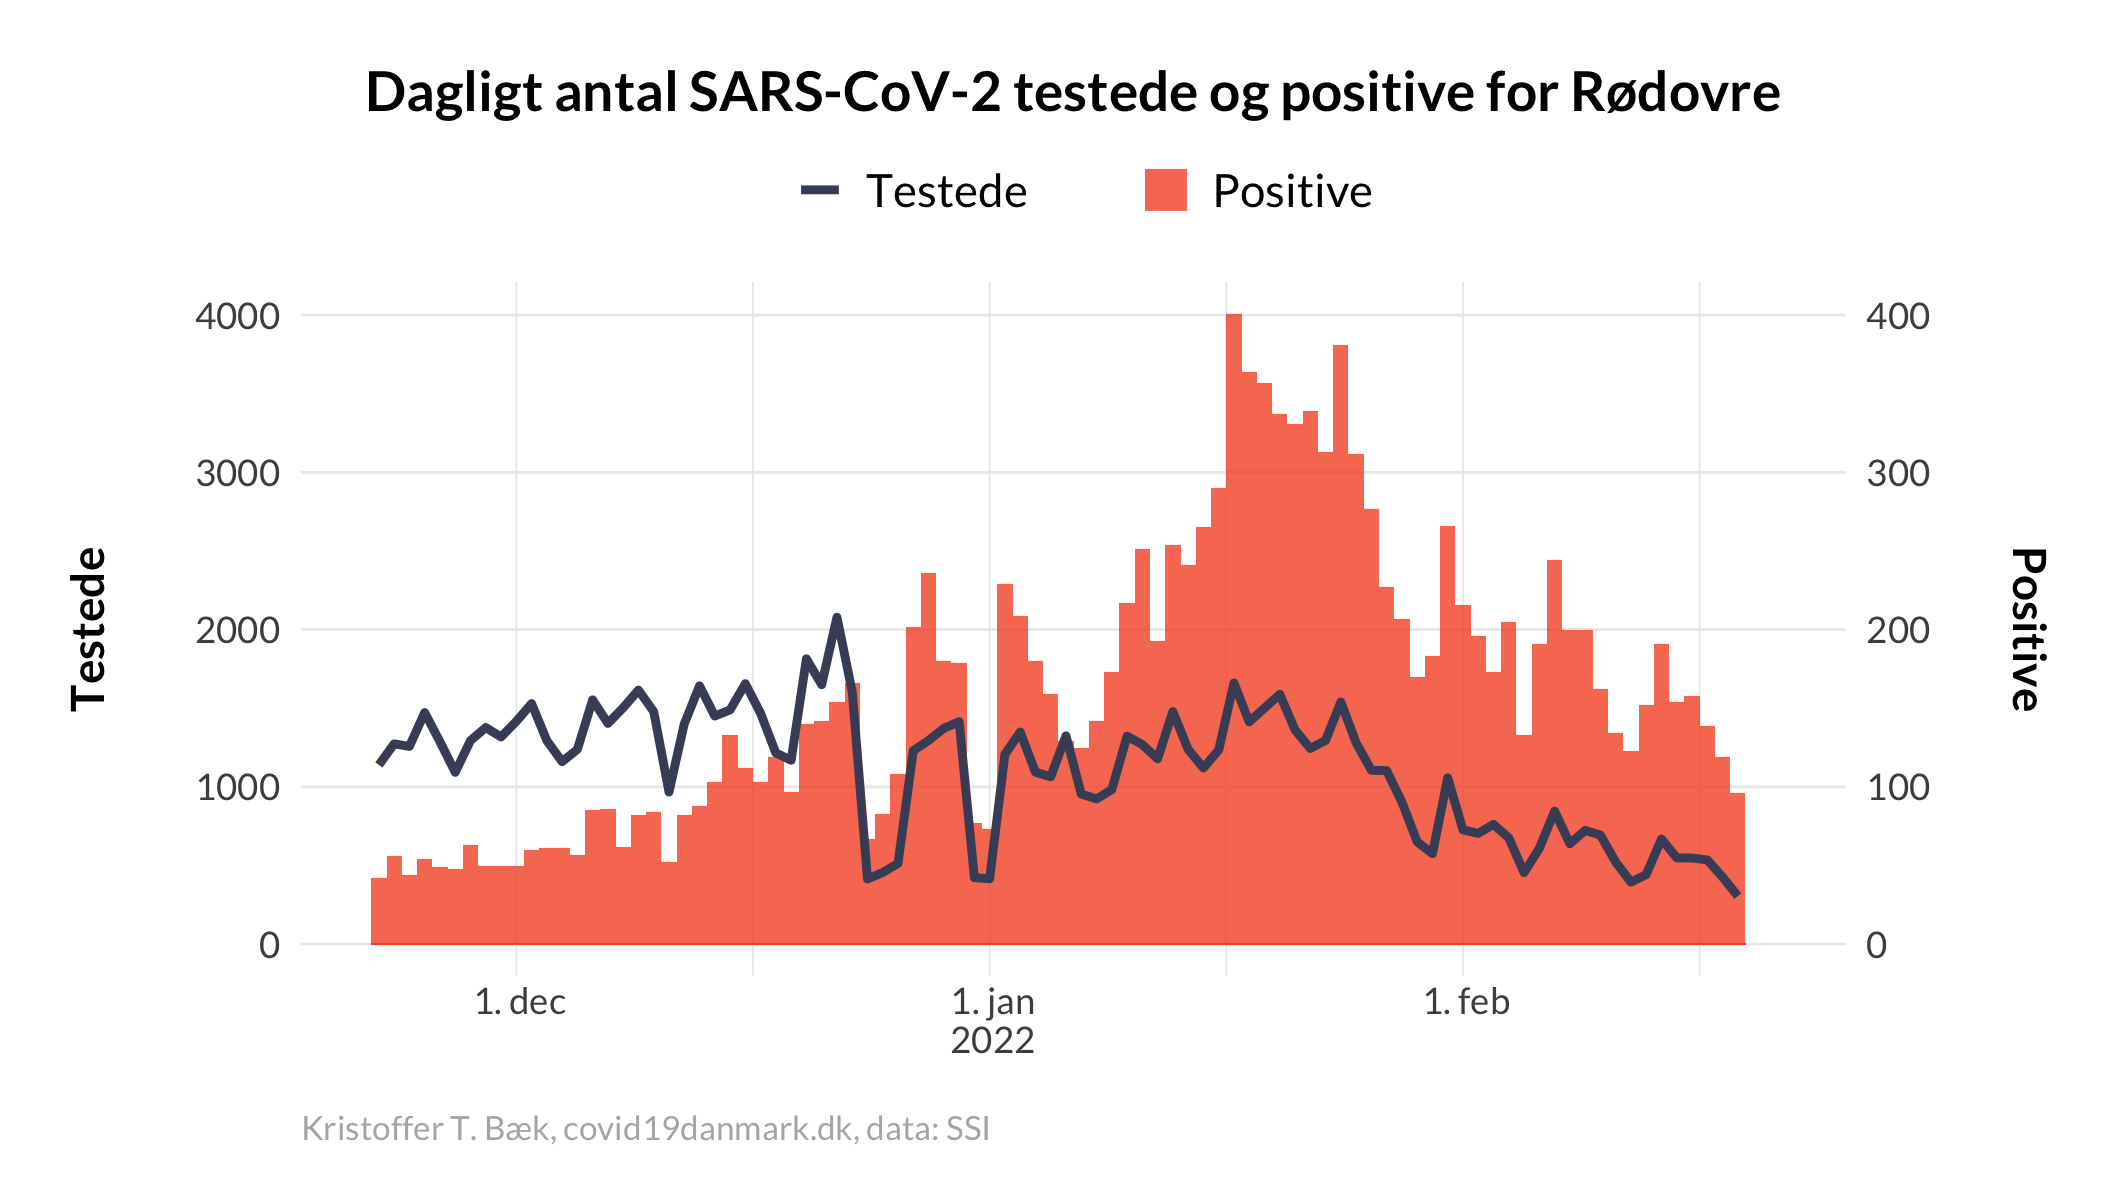 Dagligt antal SARS-CoV-2 testede og positive for Rødovre
Testede
Positive
4000
3000
2000
1000
0
Testede
400
300
200
100
0
Positive
1. dec
1. jan
2022
1. feb
Kristoffer T. Bæk, covid19danmark.dk, data: SSI